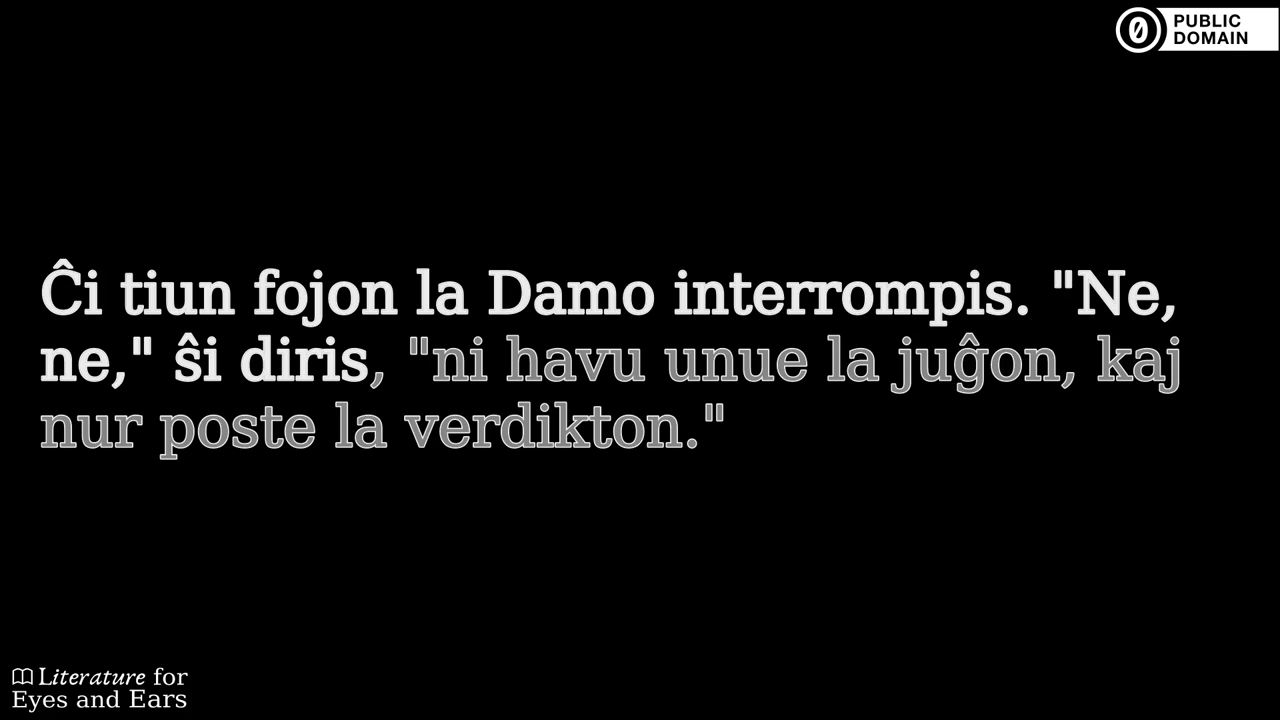 PUBLIC
DOMAIN
Ĉi tiun fojon la Damo interrompis. "Ne,
ne," ŝi diris, "ni havu unue la juĝon, kaj
nur poste la verdikton."
Literature for
Eyes and Ears